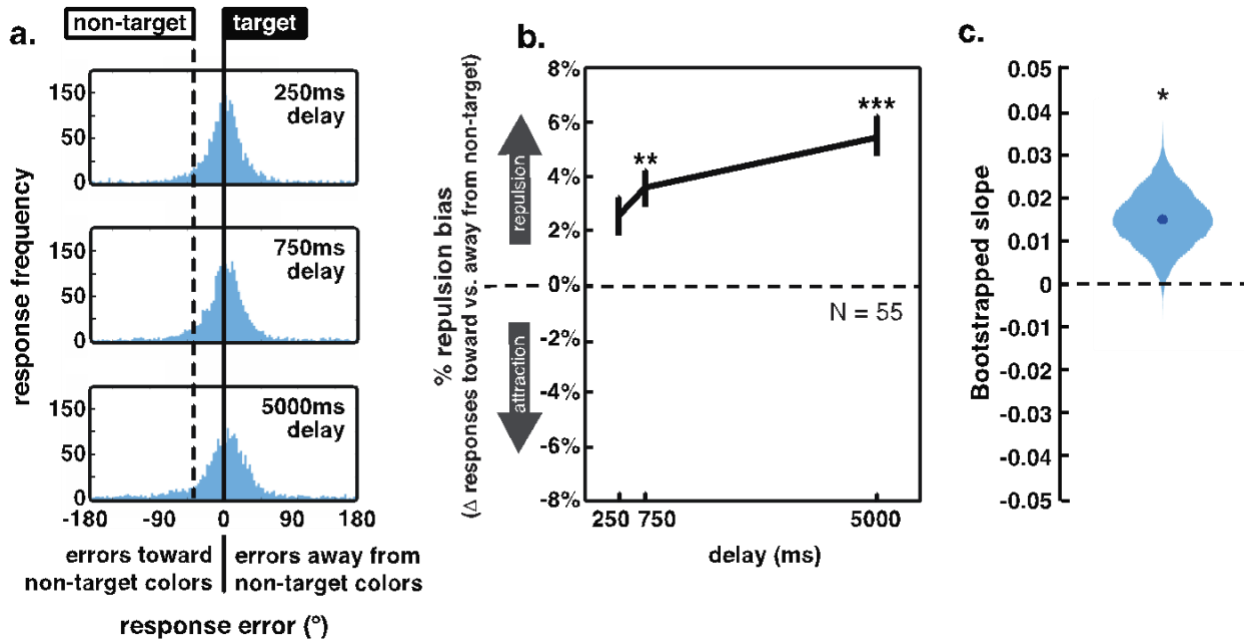 a.
non-target
target
250ms
delay
150
50
0
750ms
delay
150
50
0
5000ms
delay
150
50
0
response frequency
-180
-90
0
90
180
errors toward
non-target colors
errors away from
non-target colors
response error (°)
b.
% repulsion bias
(Δ responses toward vs. away from non-target)
repulsion
attraction
8%
6%
4%
2%
0%
-2%
-4%
-6%
-8%
**
***
N = 55
250
750
5000
delay (ms)
c.
Bootstrapped slope
0.05
0.04
0.03
0.02
0.01
0
-0.01
-0.02
-0.03
-0.04
-0.05
*